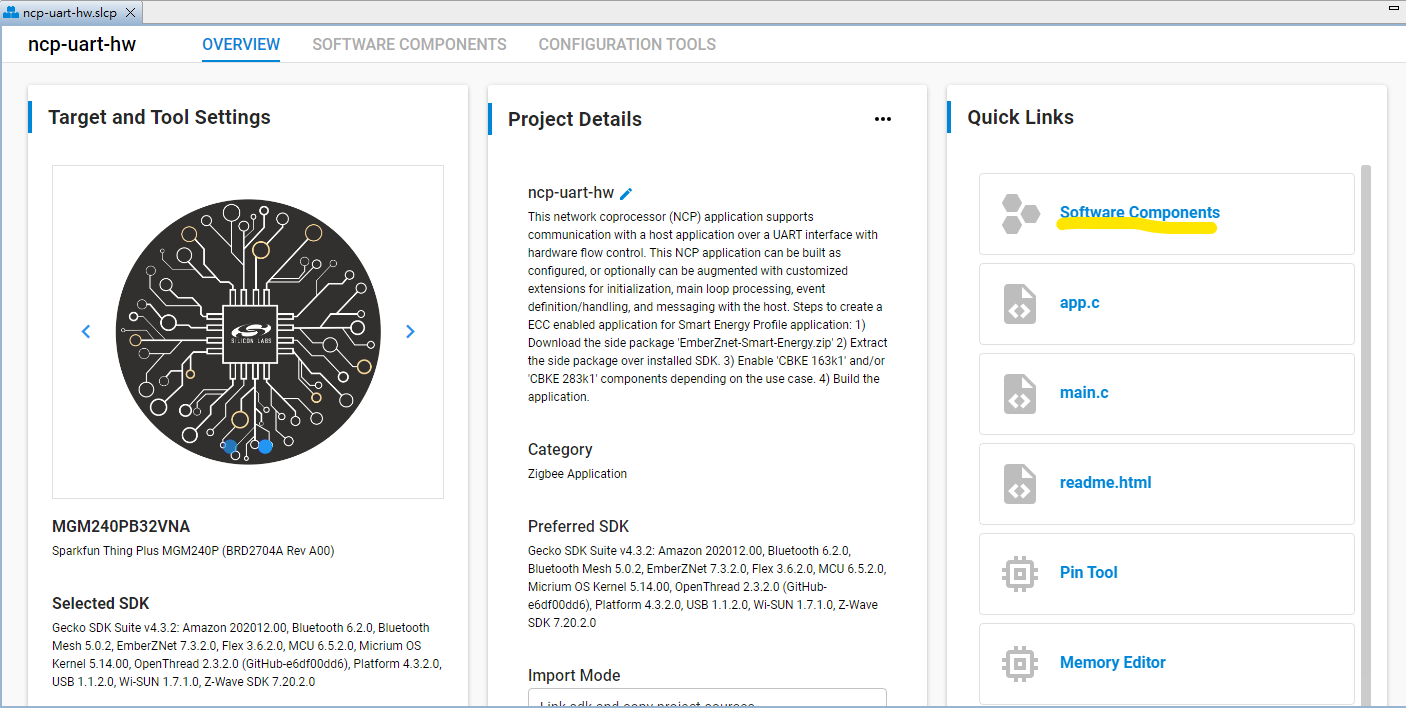 ncp-uart-hw.slcp
ncp-uart-hw
OVERVIEW
SOFTWARE COMPONENTS
CONFIGURATION TOOLS
Target and Tool Settings
SILICON LABS
MGM240PB32VNA
Sparkfun Thing Plus MGM240P (BRD2704A Rev A00)
Selected SDK
Gecko SDK Suite v4.3.2: Amazon 202012.00, Bluetooth 6.2.0, Bluetooth
Mesh 5.0.2, EmberZNet 7.3.2.0, Flex 3.6.2.0, MCU 6.5.2.0, Micrium OS
Kernel 5.14.00, OpenThread 2.3.2.0 (GitHub-e6df00dd6), Platform 4.3.2.0,
USB 1.1.2.0, Wi-SUN 1.7.1.0, Z-Wave SDK 7.20.2.0
Project Details
ncp-uart-hw
This network coprocessor (NCP) application supports
communication with a host application over a UART interface with
hardware flow control. This NCP application can be built as
configured, or optionally can be augmented with customized
extensions for initialization, main loop processing, event
definition/handling, and messaging with the host. Steps to create a
ECC enabled application for Smart Energy Profile application: 1)
Download the side package 'EmberZnet-Smart-Energy.zip' 2) Extract
the side package over installed SDK. 3) Enable 'CBKE 163k1' and/or
'CBKE 283k1' components depending on the use case. 4) Build the
application.
Category
Zigbee Application
Preferred SDK
Gecko SDK Suite v4.3.2: Amazon 202012.00, Bluetooth 6.2.0,
Bluetooth Mesh 5.0.2, EmberZNet 7.3.2.0, Flex 3.6.2.0, MCU 6.5.2.0,
Micrium OS Kernel 5.14.00, OpenThread 2.3.2.0 (GitHub-
e6df00dd6), Platform 4.3.2.0, USB 1.1.2.0, Wi-SUN 1.7.1.0, Z-Wave
SDK 7.20.2.0
Import Mode
Link sdk and copy project sources
Quick Links
Software Components
app.c
main.c
readme.html
Pin Tool
Memory Editor